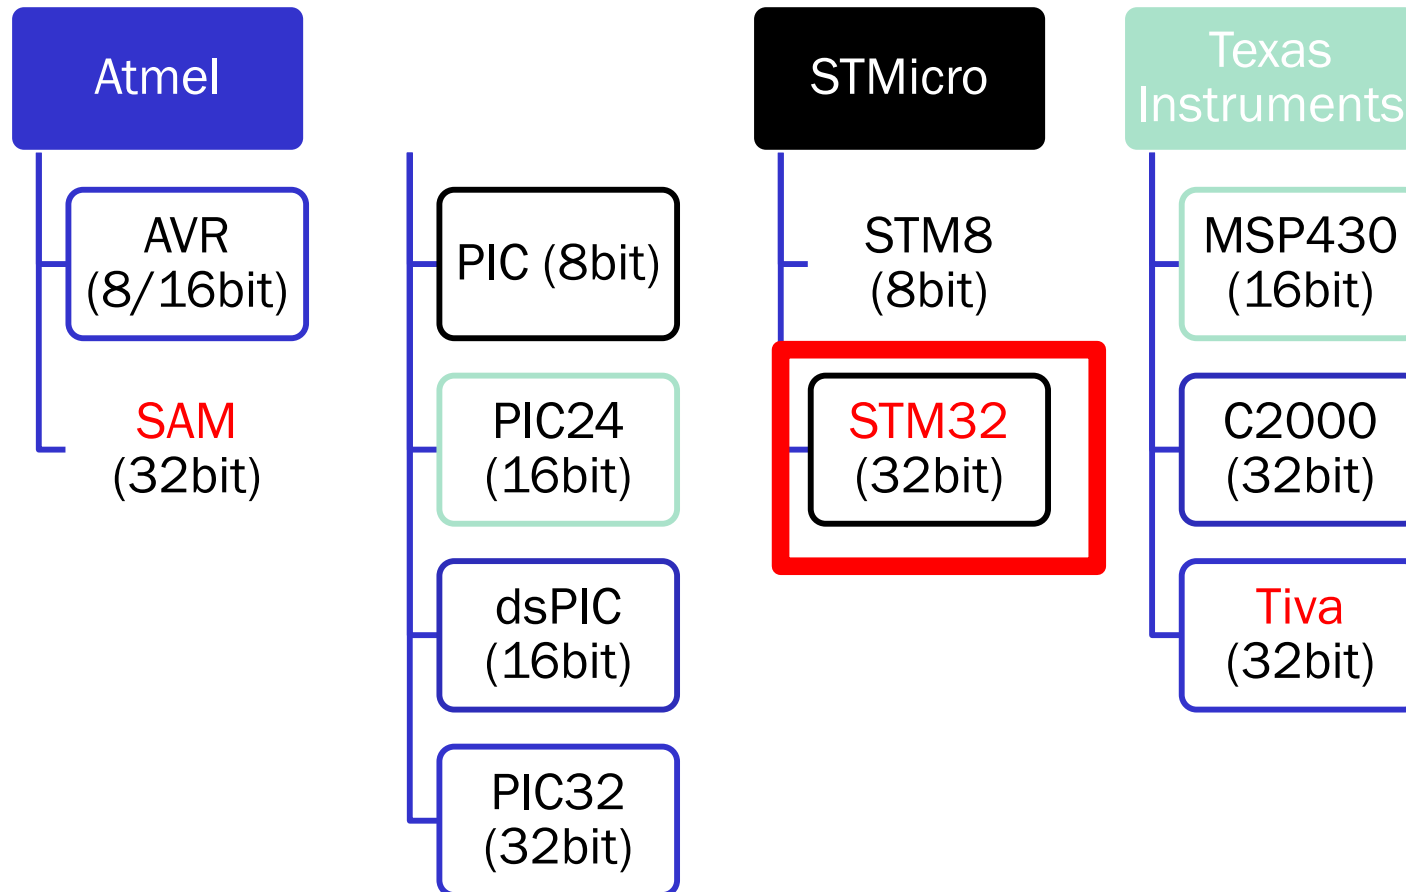 Atmel
AVR
(8/16bit)
SAM
(32bit)
PIC (8bit)
PIC24
(16bit)
dsPIC
(16bit)
PIC32
(32bit)
STMicro
STM8
(8bit)
STM32
(32bit)
Texas
Instruments
MSP430
(16bit)
C2000
(32bit)
Tiva
(32bit)